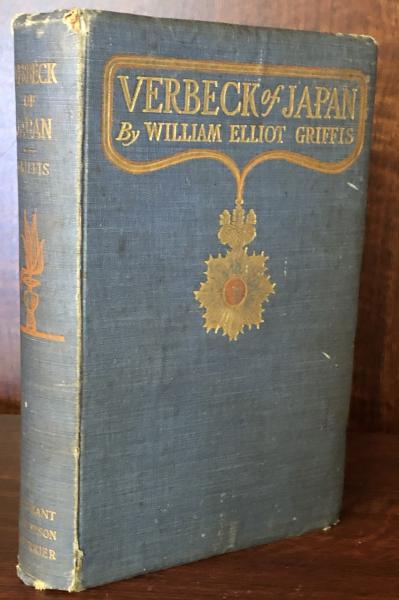 VERBECK of JAPAN
By WILLIAM ELLIOT GRIFFIS
VERBECK
OF
JAPAN
GRIFFIS